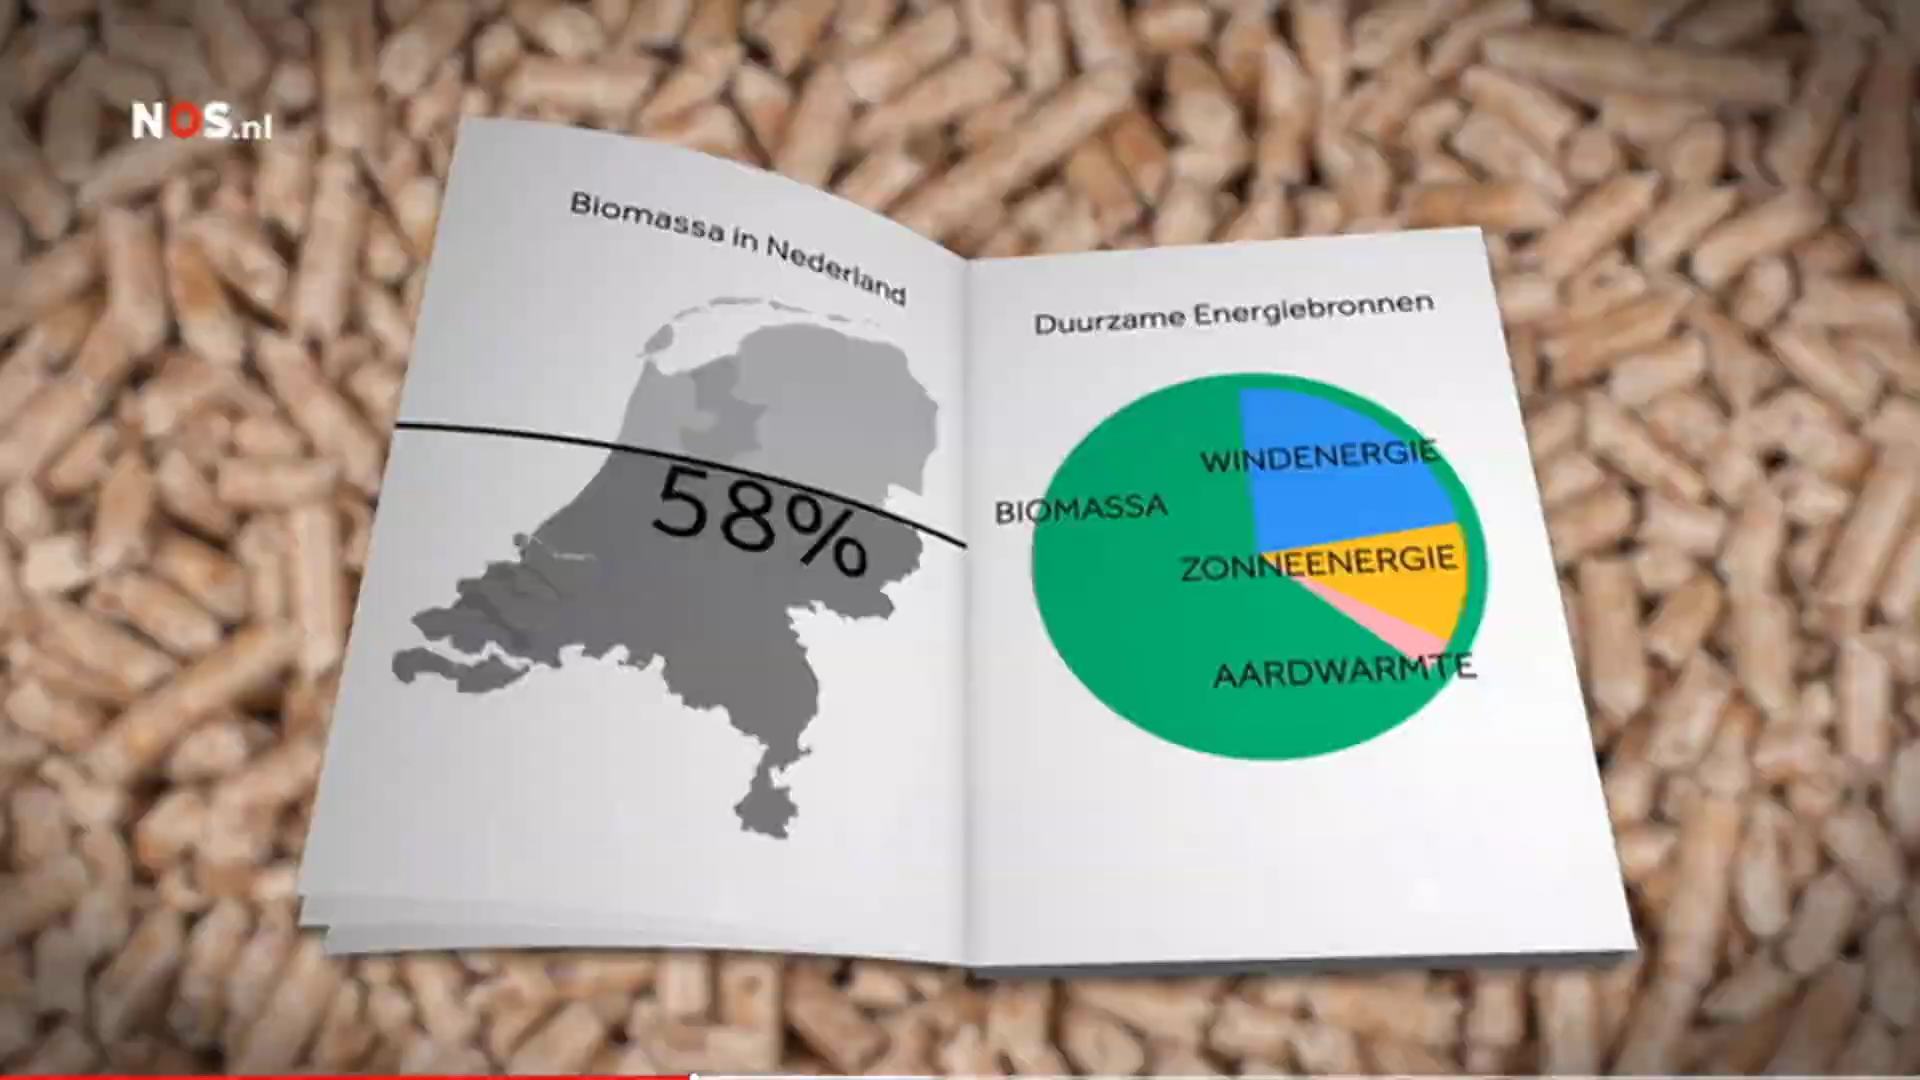 NOS.nl
Biomassa in Nederland
58%
Duurzame Energiebronnen
WINDENERGIE
BIOMASSA
ZONNEENERGIE
AARDWARMTE